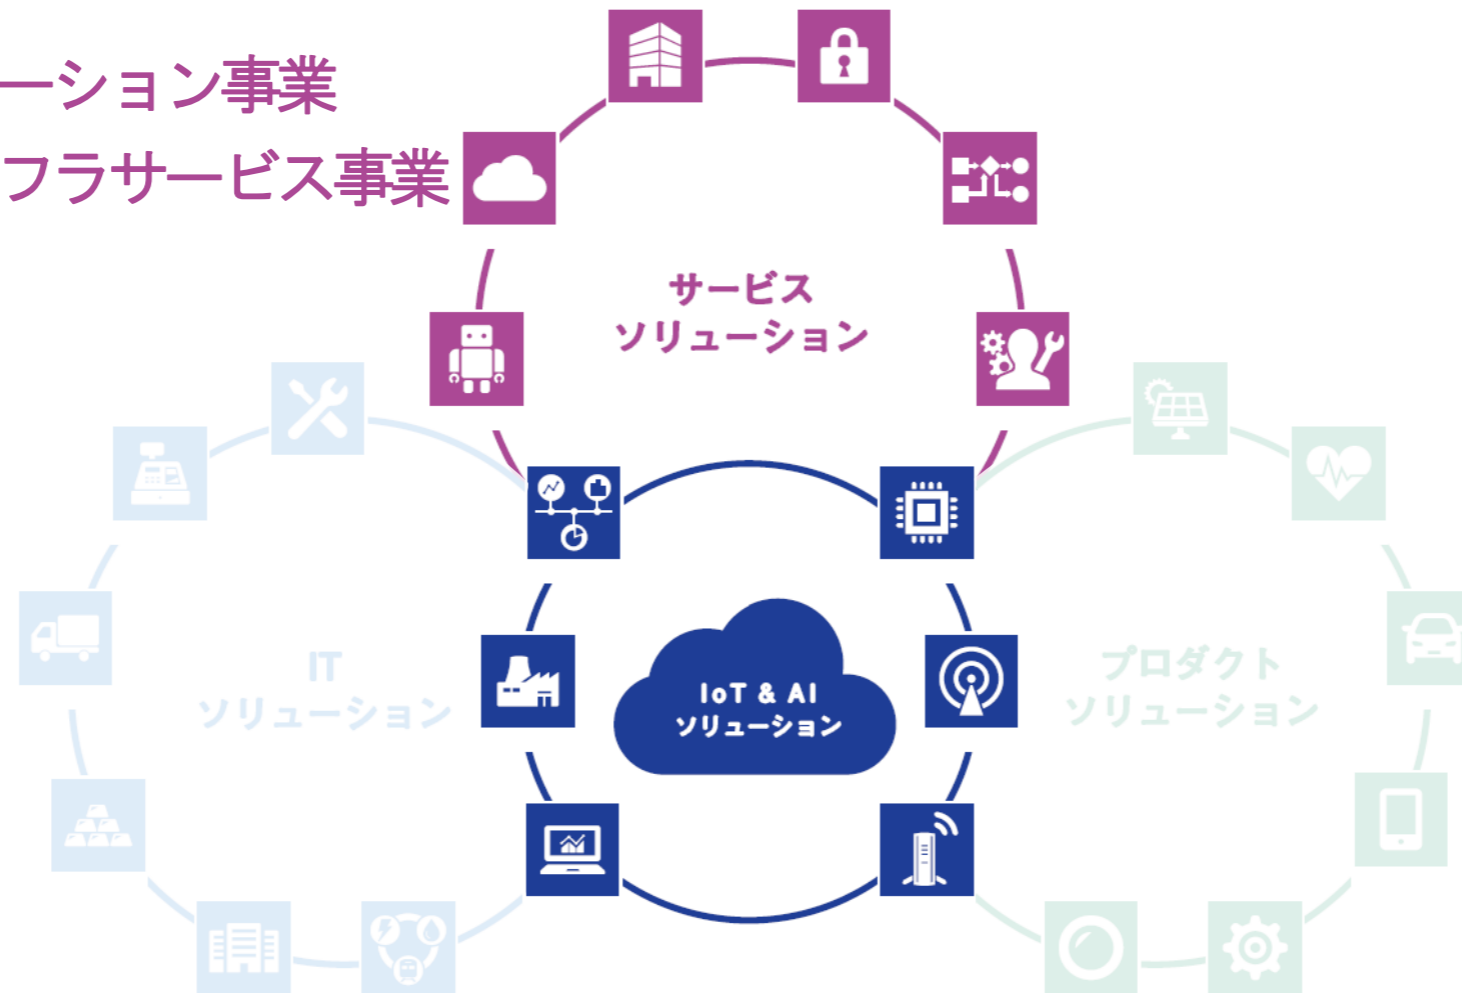 ーション事業
フラサービス事業
サービス
ソリューション
IT
ソリューション
IoT & AI
ソリューション
プロダクト
ソリューション